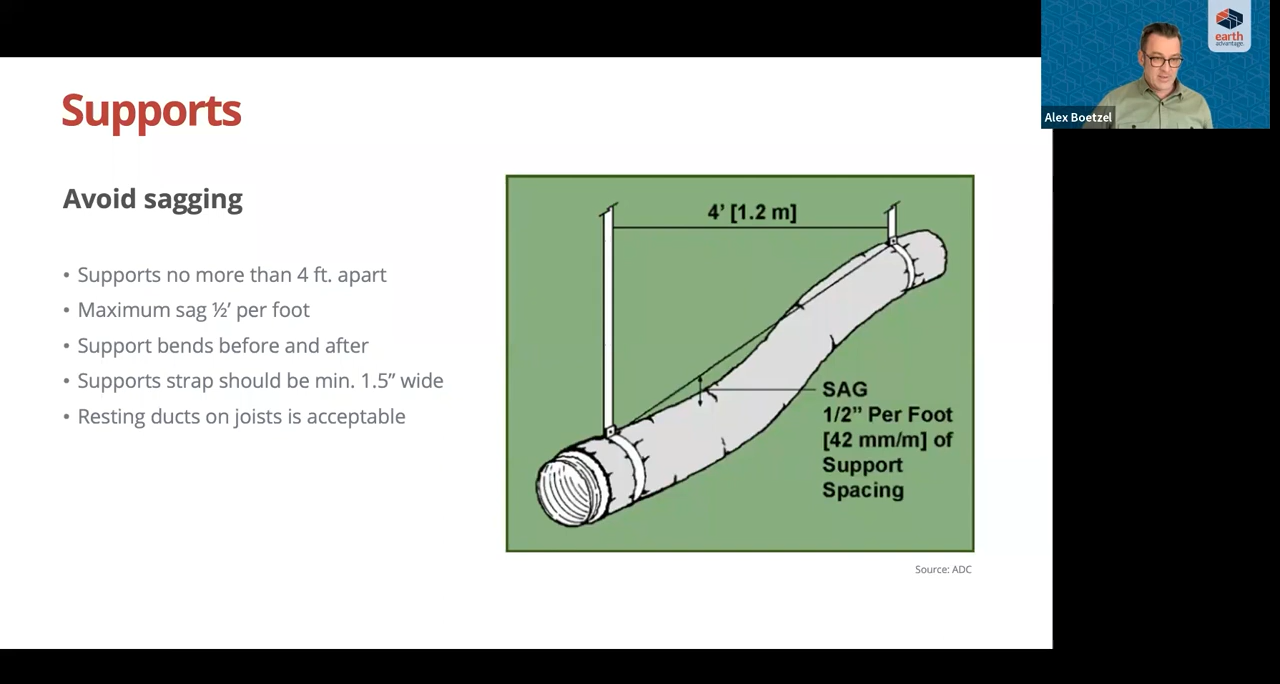 earth
advantage
Alex Boetzel
Supports
Avoid sagging
• Supports no more than 4 ft. apart
• Maximum sag ½’ per foot
• Support bends before and after
• Supports strap should be min. 1.5” wide
• Resting ducts on joists is acceptable
4’ [1.2 m]
SAG
1/2” Per Foot
[42 mm/m] of
Support
Spacing
Source: ADC